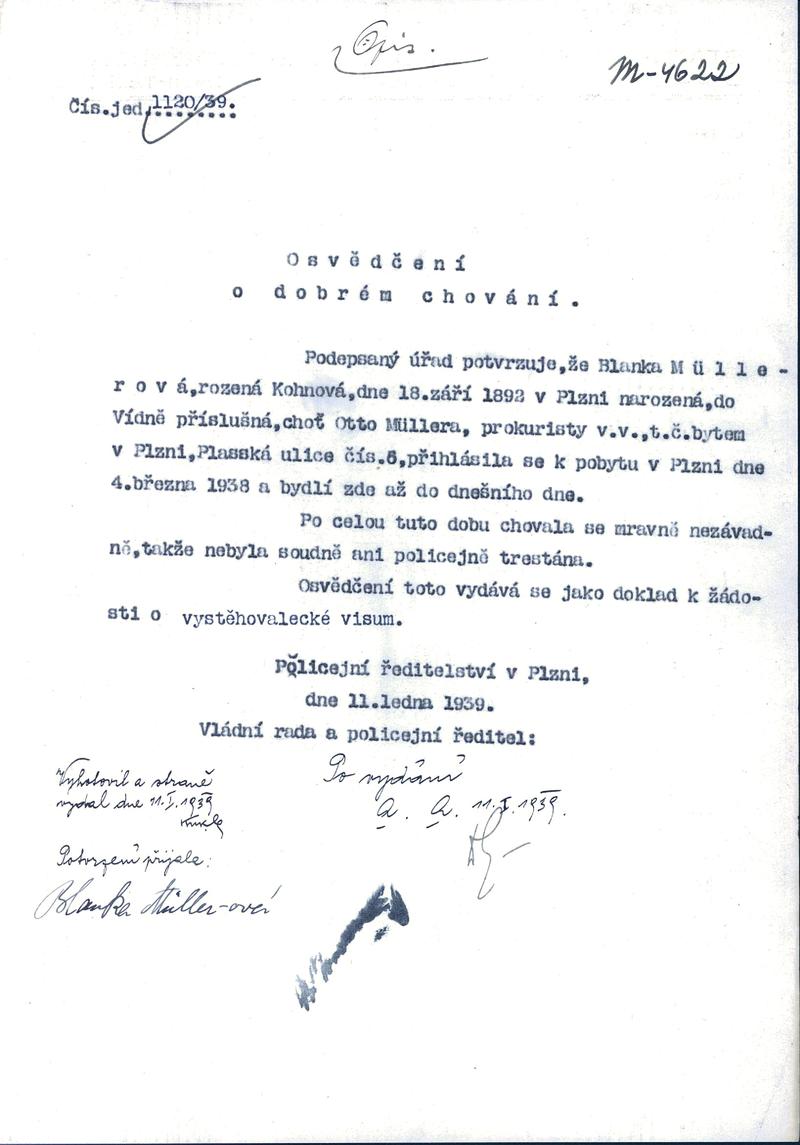 Opis.
M-4622
Čís.jed.1120/39.
Osvědčení
o dobrém chování.
Podepsaný úřad potvrzuje,že Blanka Mülle-
rová,rozená Kohnová,dne 18.září 1892 v Plzni narozená,do
Vídně příslušná,choť Otto Müllera, prokuristy v.v.,t.č.bytem
v Plzni,Plasská ulice čís.6,přihlásila se k pobytu v Plzni dne
4.března 1938 a bydlí zde až do dnešního dne.
Po celou tuto dobu chovala se mravně nezávad-
ně,takže nebyla soudně ani policejně trestána.
Osvědčení toto vydává se jako doklad k žádo-
sti o vystěhovalecké visum.
Policejní ředitelství v Plzni,
dne 11.ledna 1939.
Vládní rada a policejní ředitel:
Vyhotovil a straně
vydal dne 11.I.1939
Potvrzení přijala:
Blanka Müller-ová
Po vydání
a. a. 11.I.1939.